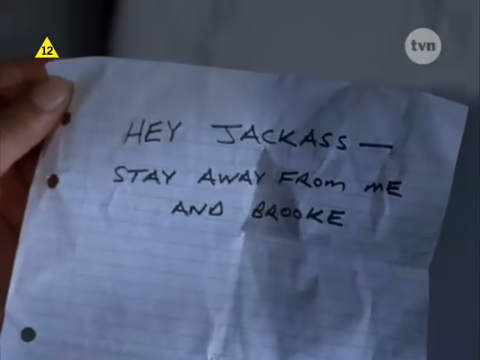 12
tvn
HEY JACKASS —
STAY AWAY FROM ME
AND BROOKE